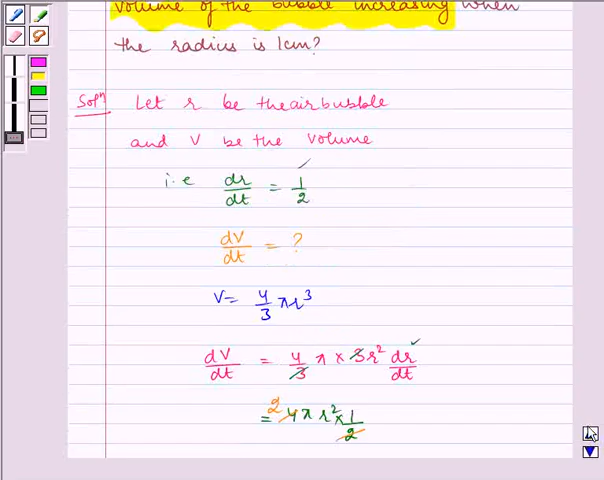 volume of the bubble increasing when
the radius is 1cm?
Solⁿ Let r be the air bubble
and V be the volume
i.e dr/dt = 1/2
dV/dt = ?
V = 4/3 πr³
dV/dt = 4/3 π × 3r² dr/dt
= 2 4πr² × 1/2